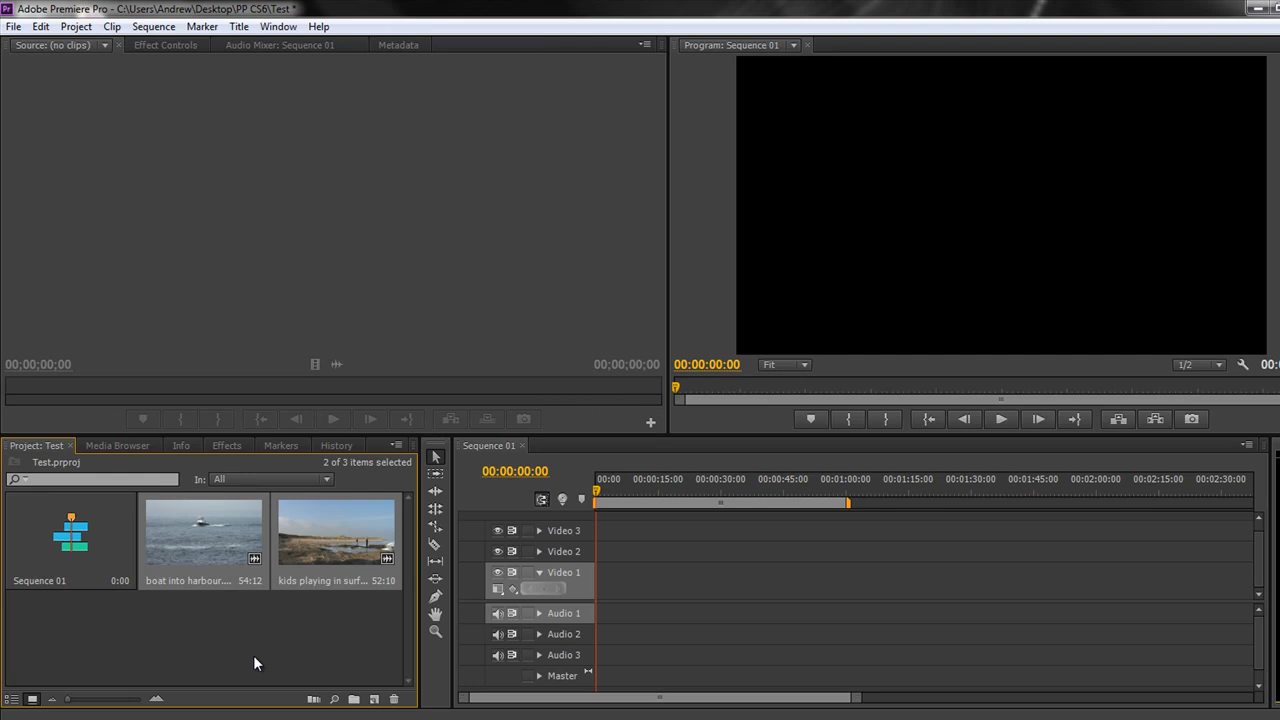 Pr Adobe Premiere Pro - C:\Users\Andrew\Desktop\PP CS6\Test *
File Edit Project Clip Sequence Marker Title Window Help
Source: (no clips) Effect Controls Audio Mixer: Sequence 01 Metadata
Program: Sequence 01
00;00;00;00 00;00;00;00
00:00:00:00 Fit 1/2 00:0
Project: Test Media Browser Info Effects Markers History
Test.prproj 2 of 3 items selected
In: All
Sequence 01 0:00
boat into harbour.... 54:12
kids playing in surf... 52:10
Sequence 01
00:00:00:00
00:00 00:00:15:00 00:00:30:00 00:00:45:00 00:01:00:00 00:01:15:00 00:01:30:00 00:01:45:00 00:02:00:00 00:02:15:00 00:02:30:00
Video 3
Video 2
Video 1
Audio 1
Audio 2
Audio 3
Master